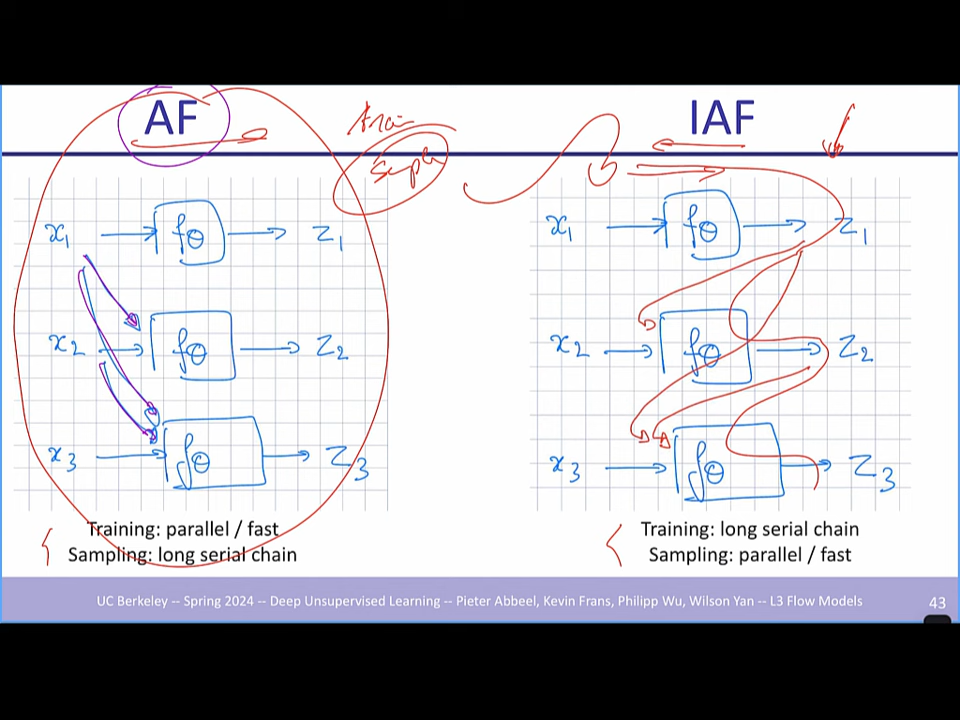 AF
IAF
x1 fθ z1
x2 fθ z2
x3 fθ z3
x1 fθ z1
x2 fθ z2
x3 fθ z3
Training: parallel / fast
Sampling: long serial chain
Training: long serial chain
Sampling: parallel / fast
UC Berkeley -- Spring 2024 -- Deep Unsupervised Learning -- Pieter Abbeel, Kevin Frans, Philipp Wu, Wilson Yan -- L3 Flow Models
43